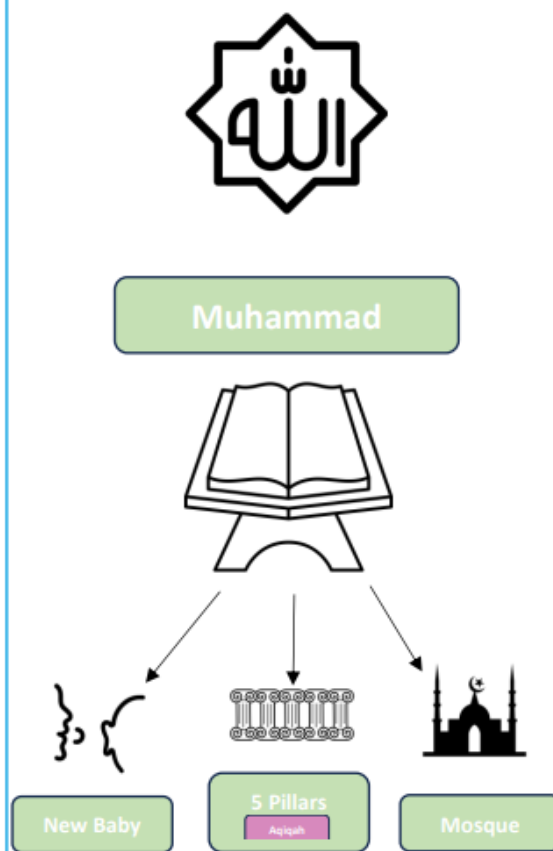 الله
Muhammad
New Baby
5 Pillars
Aqiqah
Mosque